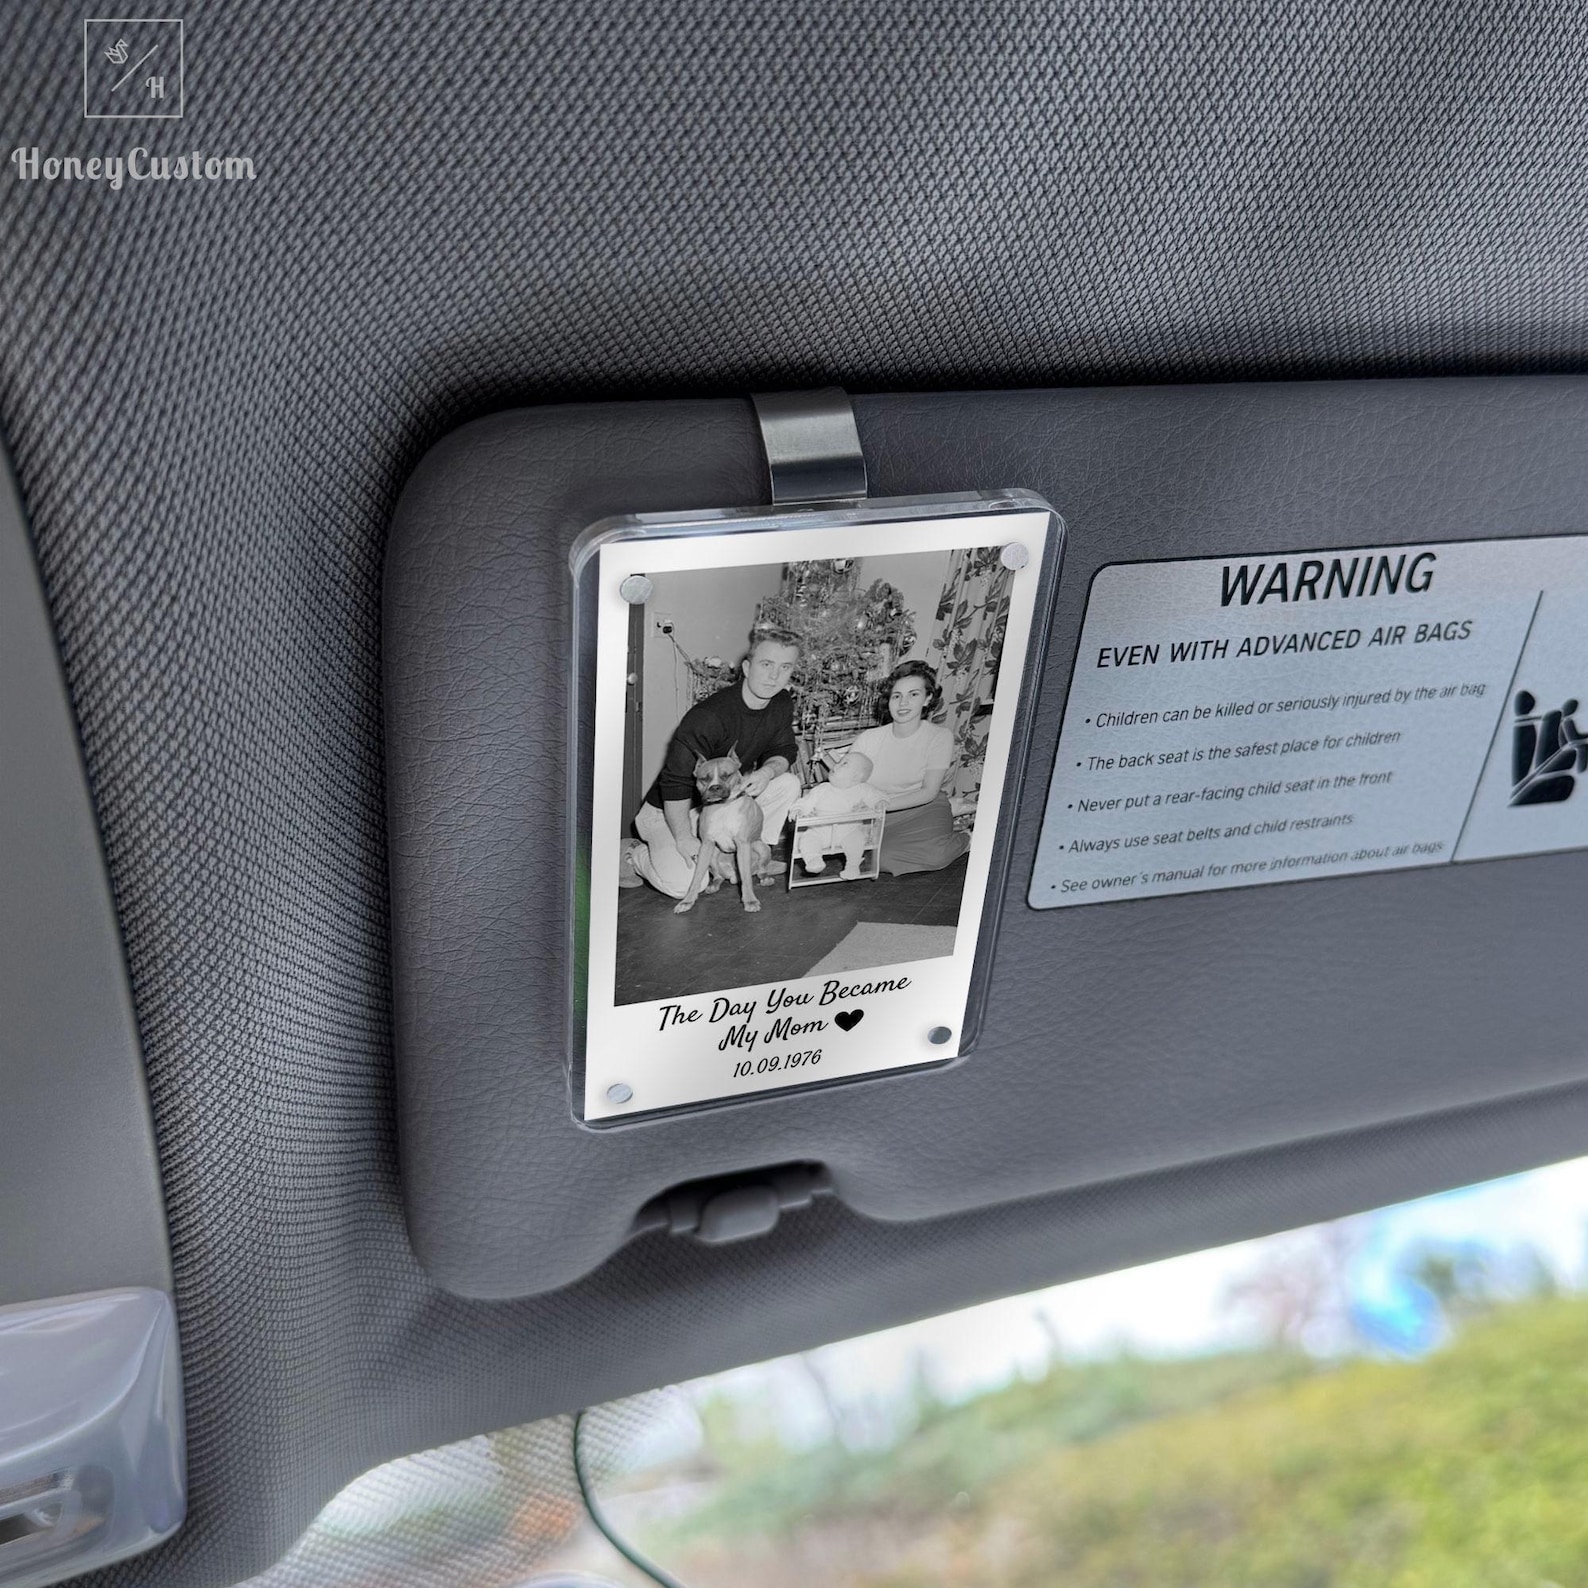 H
HoneyCustom
The Day You Became
My Mom
10.09.1976
WARNING
EVEN WITH ADVANCED AIR BAGS
• Children can be killed or seriously injured by the air bag
• The back seat is the safest place for children
• Never put a rear-facing child seat in the front
• Always use seat belts and child restraints
• See owner's manual for more information about air bags